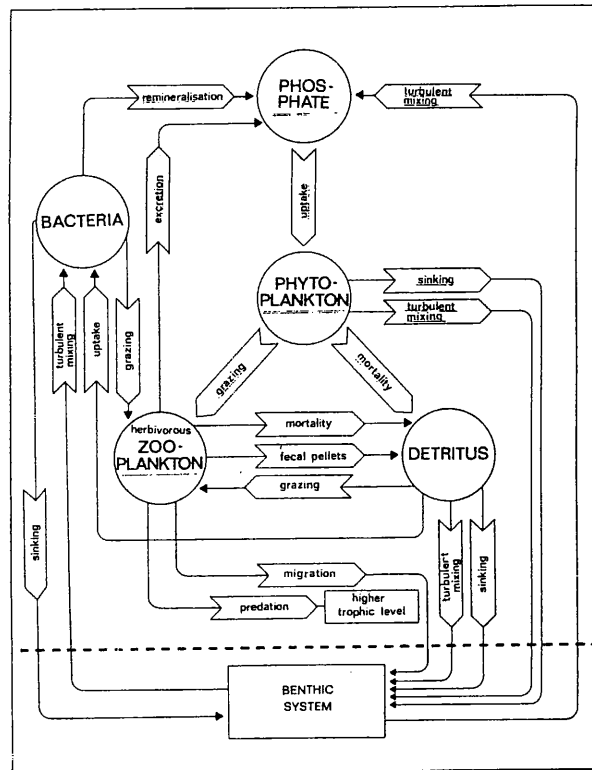 PHOS-
PHATE
remineralisation
turbulent
mixing
excretion
uptake
BACTERIA
PHYTO-
PLANKTON
sinking
turbulent
mixing
turbulent
mixing
uptake
grazing
grazing
mortality
herbivorous
ZOO-
PLANKTON
mortality
fecal pellets
grazing
DETRITUS
sinking
migration
predation
higher
trophic level
turbulent
mixing
sinking
BENTHIC
SYSTEM